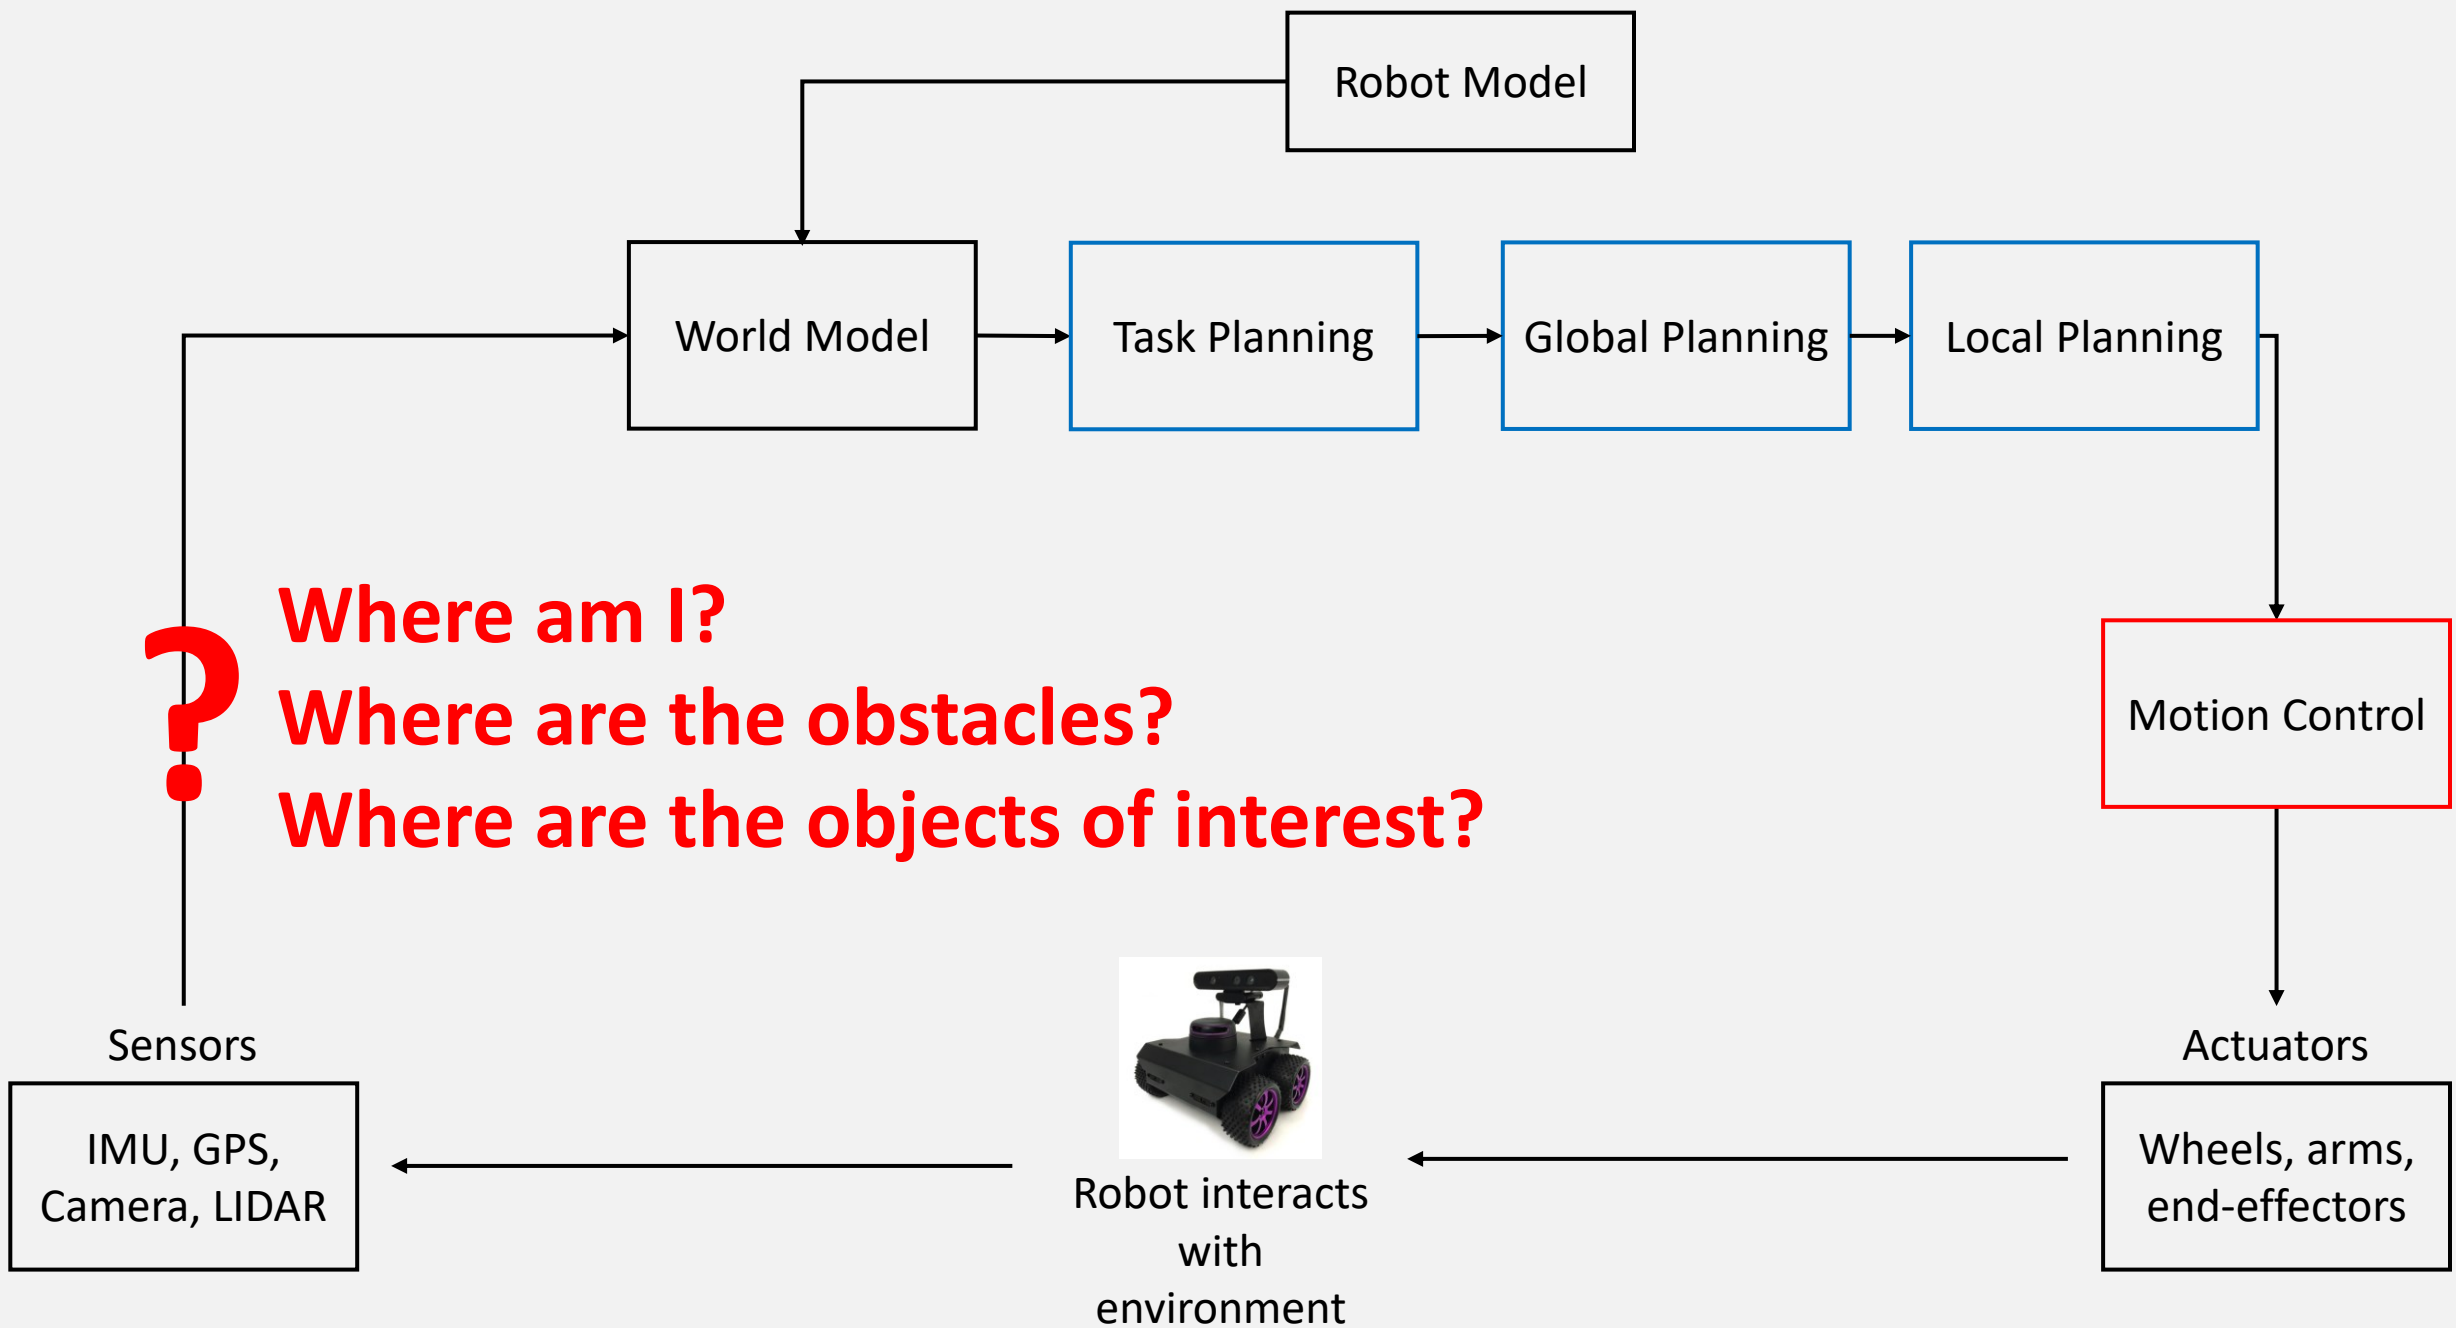 Robot Model
World Model
Task Planning
Global Planning
Local Planning
?
Where am I?
Where are the obstacles?
Where are the objects of interest?
Motion Control
Sensors
IMU, GPS,
Camera, LIDAR
Robot interacts
with
environment
Actuators
Wheels, arms,
end-effectors